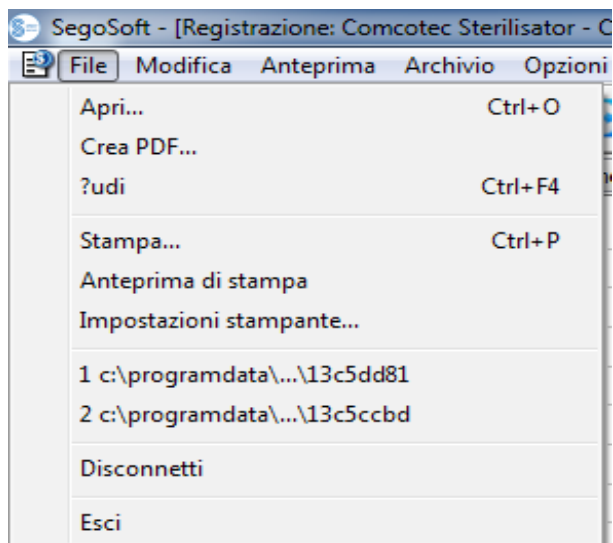 SegoSoft - [Registrazione: Comcotec Sterilisator - C
File Modifica Anteprima Archivio Opzioni
Apri... Ctrl+O
Crea PDF...
?udi Ctrl+F4
Stampa... Ctrl+P
Anteprima di stampa
Impostazioni stampante...
1 c:\programdata\...\13c5dd81
2 c:\programdata\...\13c5ccbd
Disconnetti
Esci